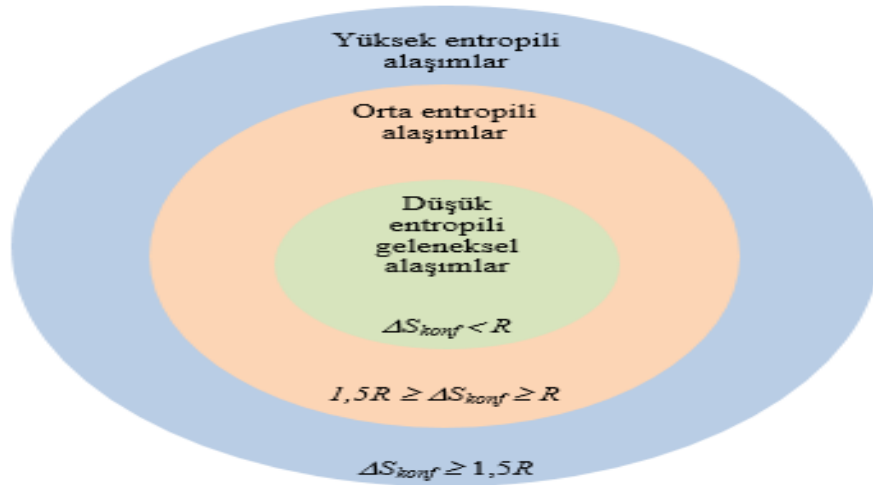 Yüksek entropili
alaşımlar
Orta entropili
alaşımlar
Düşük
entropili
geleneksel
alaşımlar
ΔSkonf < R
1,5R ≥ ΔSkonf ≥ R
ΔSkonf ≥ 1,5R